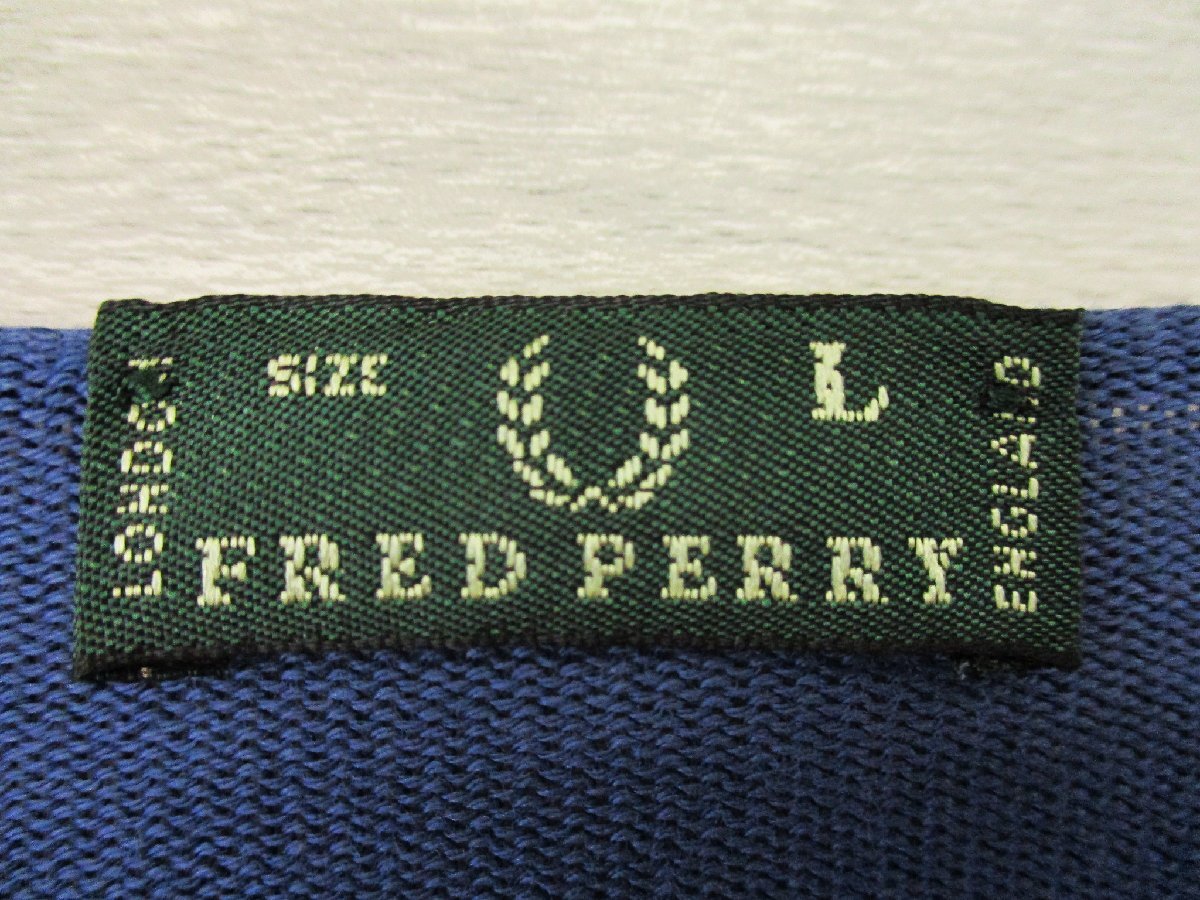 SIZE L
FRED PERRY
LONDON
ENGLAND